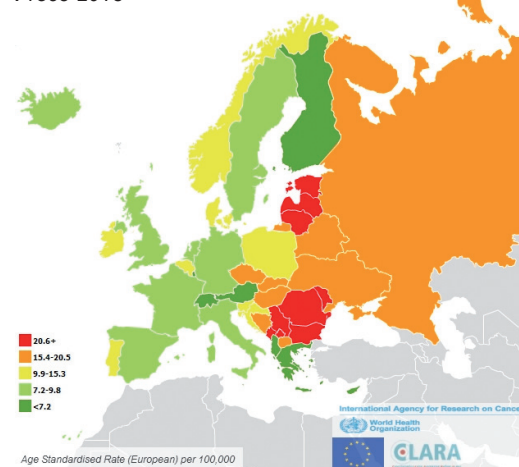 20.6+
15.4-20.5
9.9-15.3
7.2-9.8
<7.2
Age Standardised Rate (European) per 100,000
International Agency for Research on Cance
World Health
Organization
CLARA